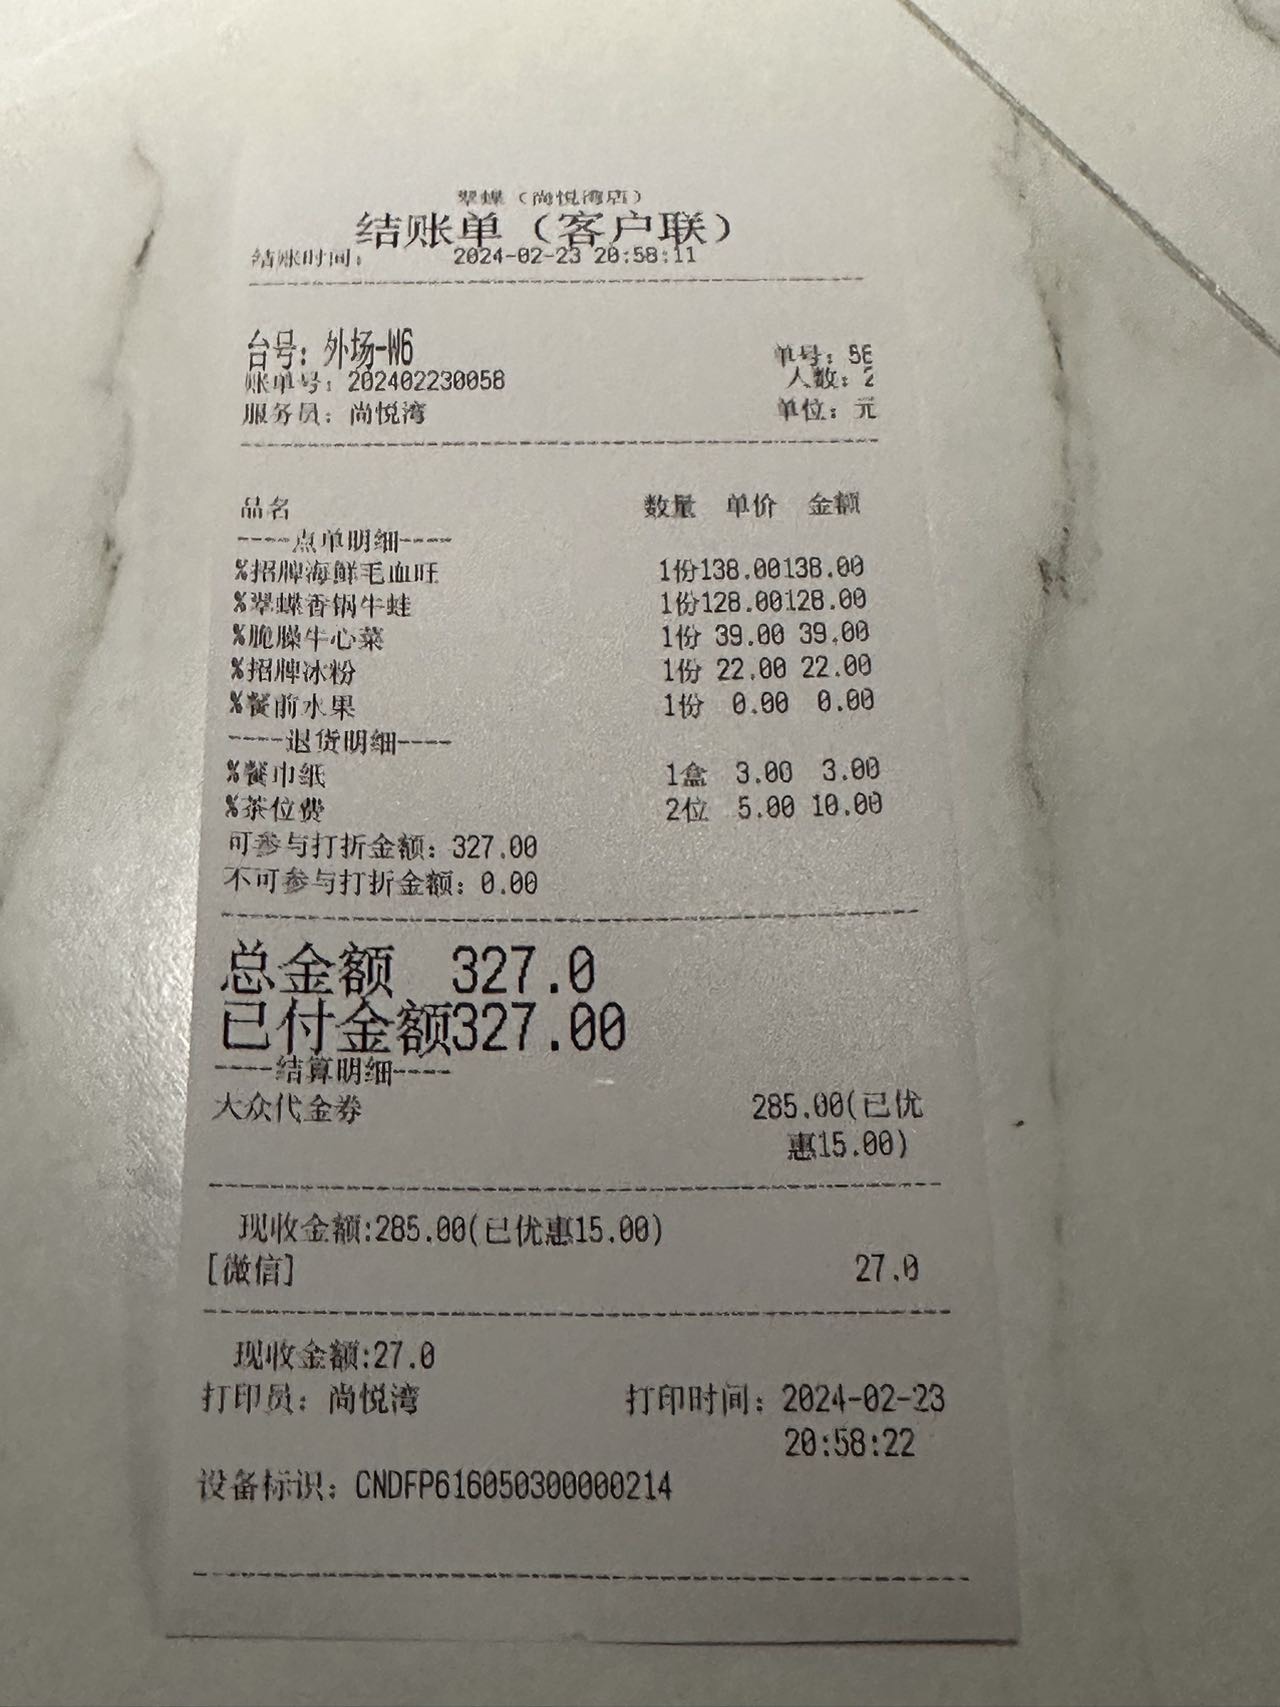 翠蝶（尚悦湾店）
结账单（客户联）
结账时间： 2024-02-23 20:58:11
台号：外场-W6 单号：
账单号：202402230058 人数：2
服务员：尚悦湾 单位：元
品名 数量 单价 金额
----点单明细----
%招牌海鲜毛血旺 1份138.00138.00
%翠蝶香锅牛蛙 1份128.00128.00
%脆臊牛心菜 1份 39.00 39.00
%招牌冰粉 1份 22.00 22.00
%餐前水果 1份 0.00 0.00
----退货明细----
%餐巾纸 1盒 3.00 3.00
%茶位费 2位 5.00 10.00
可参与打折金额：327.00
不可参与打折金额：0.00
总金额 327.0
已付金额327.00
----结算明细----
大众代金券 285.00(已优
惠15.00)
现收金额:285.00(已优惠15.00)
[微信] 27.0
现收金额:27.0
打印员：尚悦湾 打印时间：2024-02-23
20:58:22
设备标识：CNDFP616050300000214